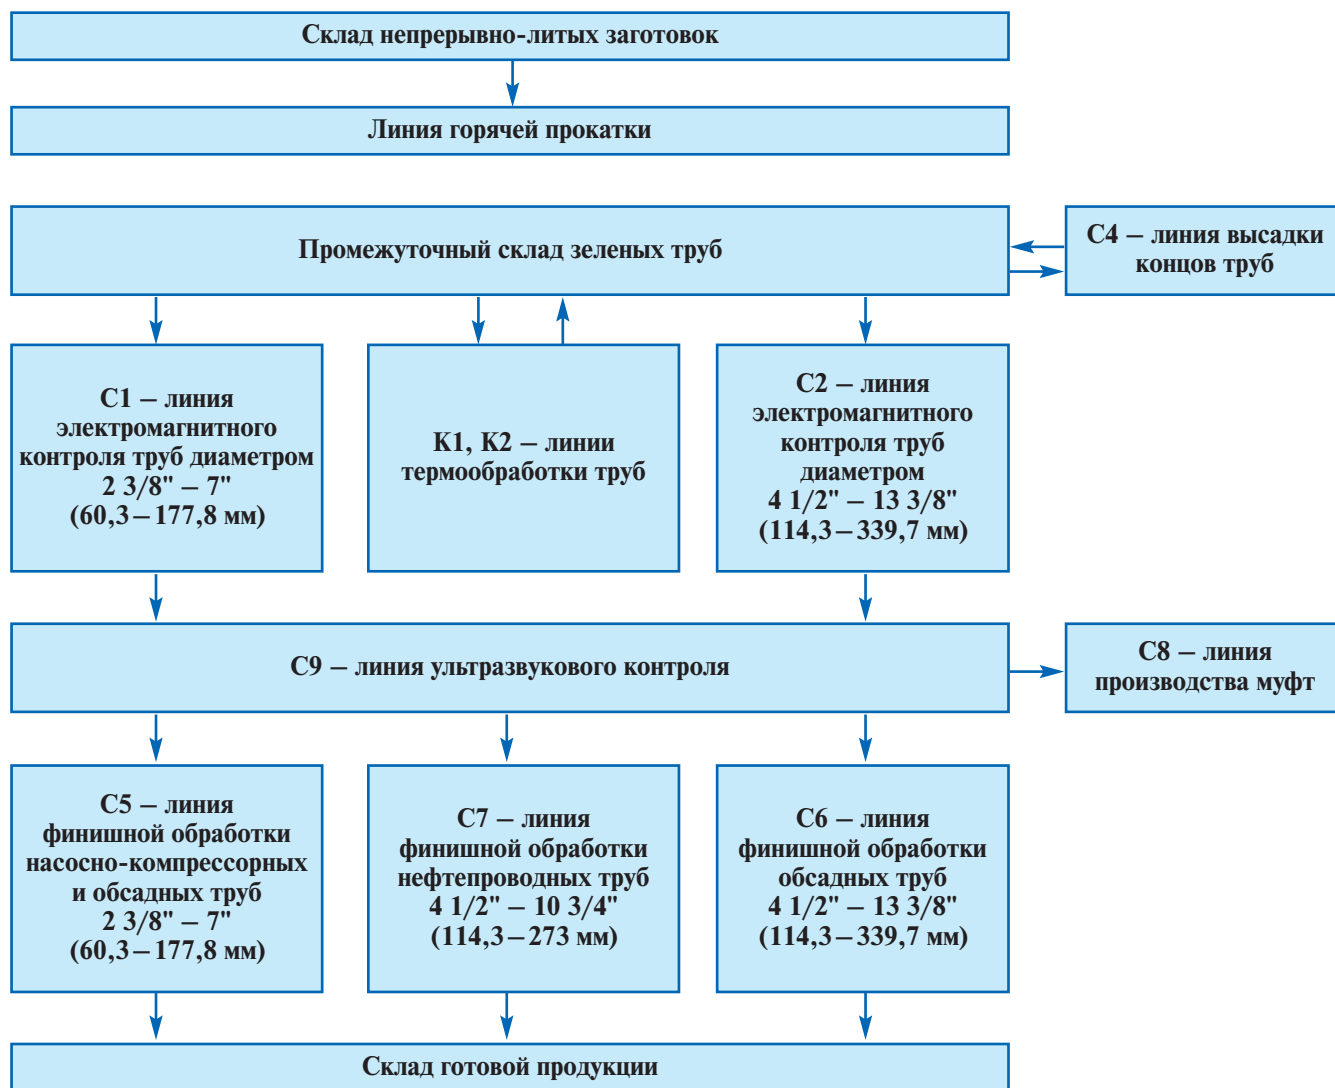 Склад непрерывно-литых заготовок
Линия горячей прокатки
Промежуточный склад зеленых труб
С4 – линия высадки
концов труб
С1 – линия
электромагнитного
контроля труб диаметром
2 3/8" – 7"
(60,3–177,8 мм)
К1, К2 – линии
термообработки труб
С2 – линия
электромагнитного
контроля труб
диаметром
4 1/2" – 13 3/8"
(114,3–339,7 мм)
С9 – линия ультразвукового контроля
С8 – линия
производства муфт
С5 – линия
финишной обработки
насосно-компрессорных
и обсадных труб
2 3/8" – 7"
(60,3–177,8 мм)
С7 – линия
финишной обработки
нефтепроводных труб
4 1/2" – 10 3/4"
(114,3–273 мм)
С6 – линия
финишной обработки
обсадных труб
4 1/2" – 13 3/8"
(114,3–339,7 мм)
Склад готовой продукции